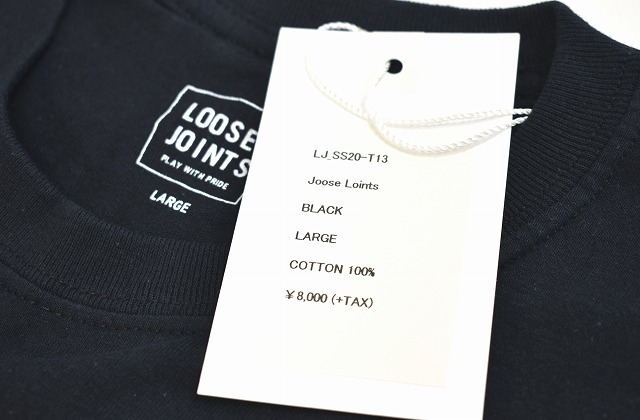 LOOSE
JOINTS
PLAY WITH PRIDE
LARGE
LJ_SS20-T13
Joose Loints
BLACK
LARGE
COTTON 100%
¥8,000 (+TAX)